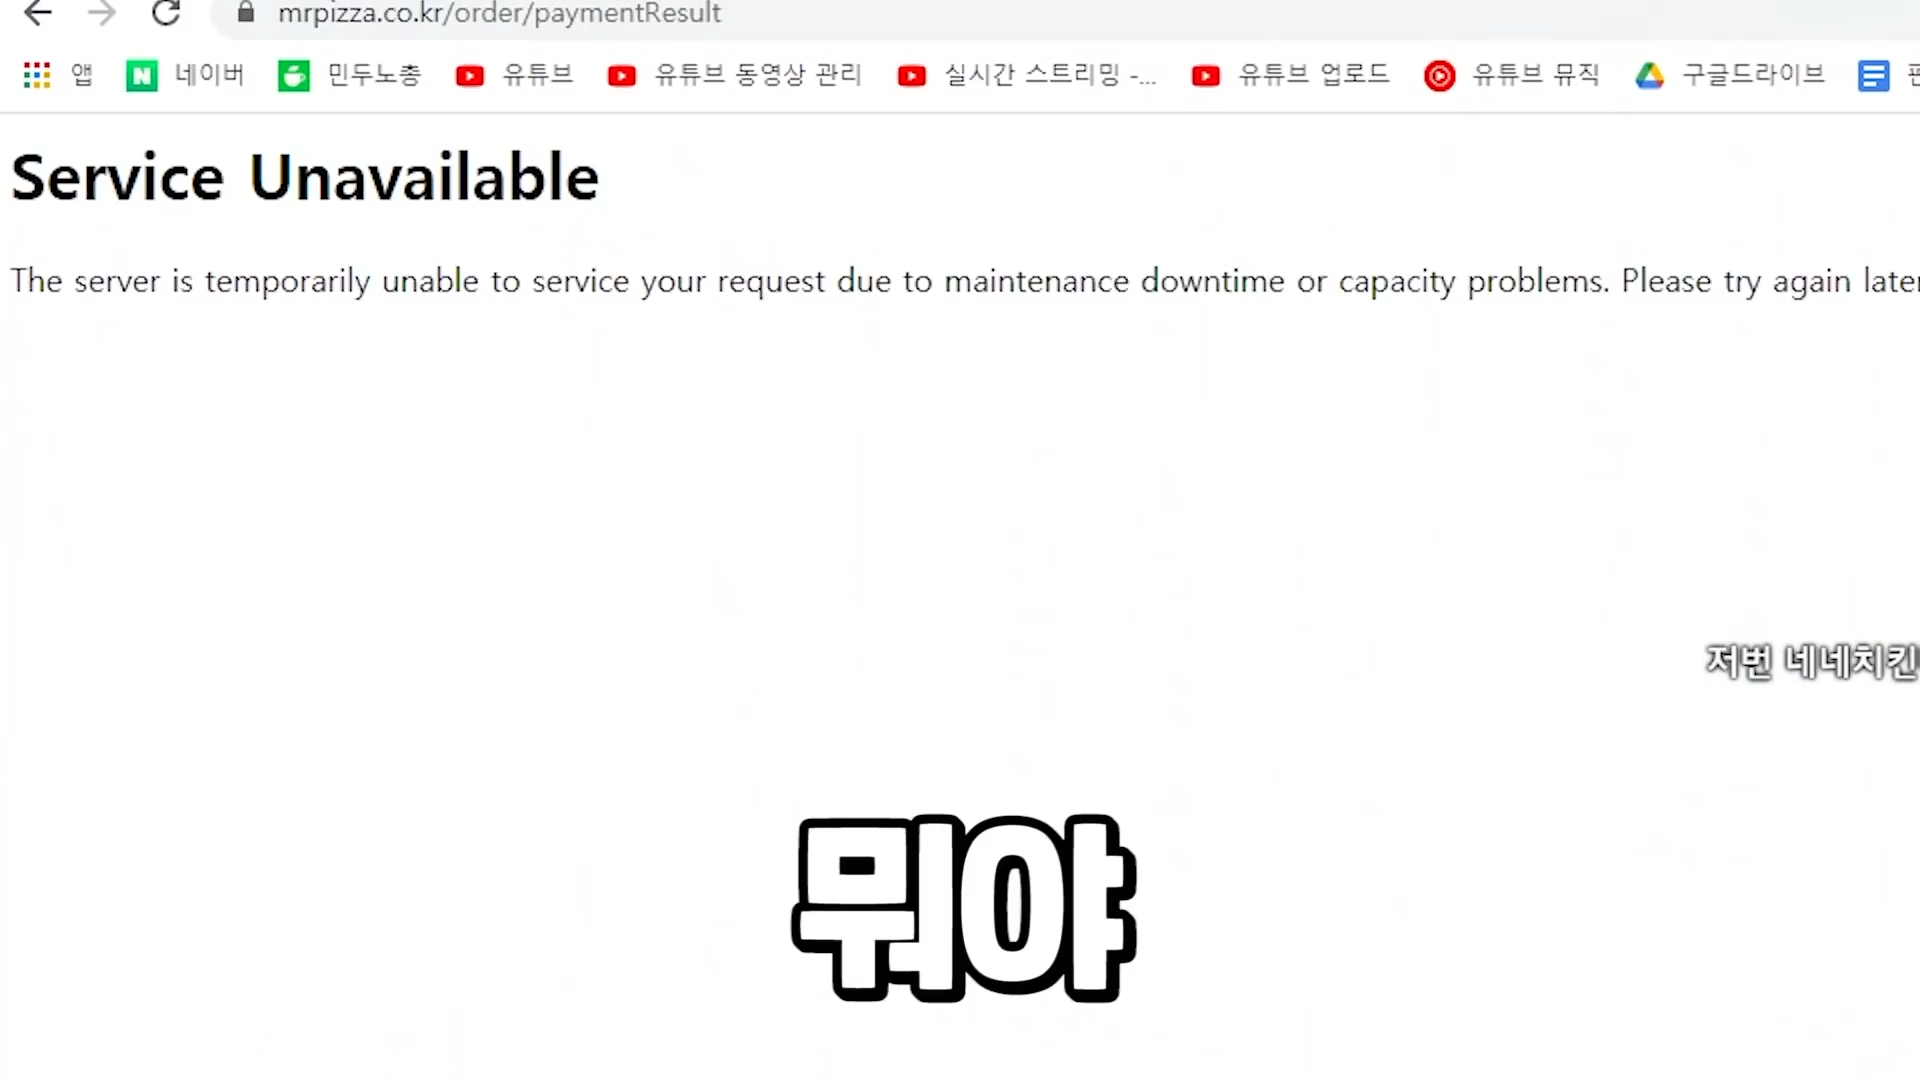 mrpizza.co.kr/order/paymentResult
앱 네이버 민두노총 유튜브 유튜브 동영상 관리 실시간 스트리밍 -... 유튜브 업로드 유튜브 뮤직 구글드라이브
Service Unavailable
The server is temporarily unable to service your request due to maintenance downtime or capacity problems. Please try again later
저번 네네치킨
뭐야